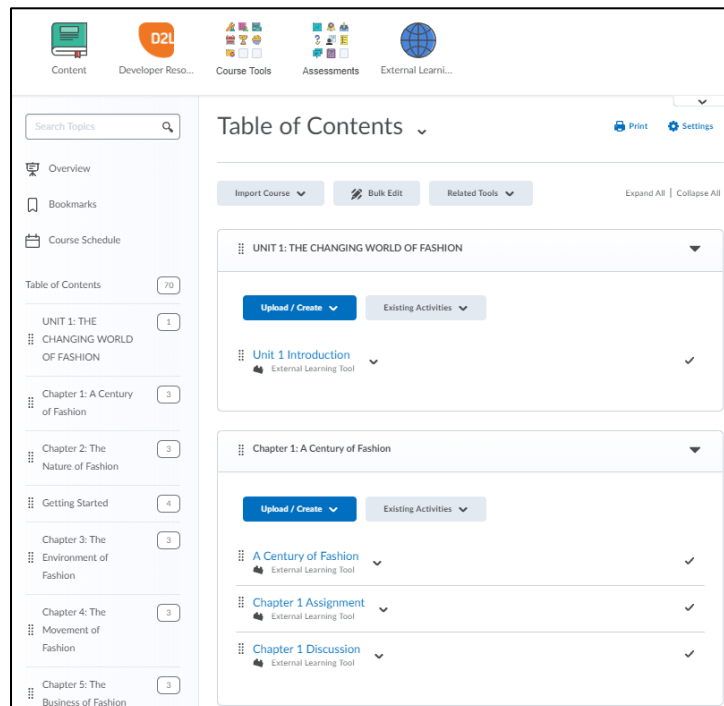 D2L
Content
Developer Reso...
Course Tools
Assessments
External Learni...
Search Topics
Overview
Bookmarks
Course Schedule
Table of Contents 70
UNIT 1: THE 1
CHANGING WORLD
OF FASHION
Chapter 1: A Century 3
of Fashion
Chapter 2: The 3
Nature of Fashion
Getting Started 4
Chapter 3: The 3
Environment of
Fashion
Chapter 4: The 3
Movement of
Fashion
Chapter 5: The 3
Business of Fashion
Table of Contents
Print
Settings
Import Course
Bulk Edit
Related Tools
Expand All | Collapse All
UNIT 1: THE CHANGING WORLD OF FASHION
Upload / Create
Existing Activities
Unit 1 Introduction
External Learning Tool
Chapter 1: A Century of Fashion
Upload / Create
Existing Activities
A Century of Fashion
External Learning Tool
Chapter 1 Assignment
External Learning Tool
Chapter 1 Discussion
External Learning Tool